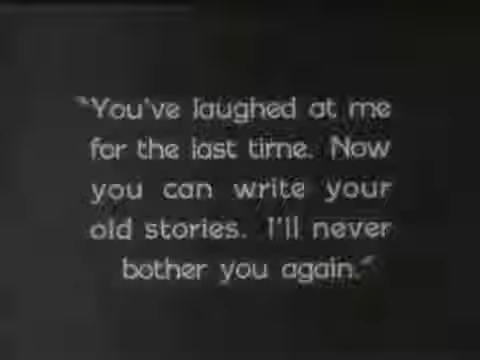 "You've laughed at me
for the last time. Now
you can write your
old stories. I'll never
bother you again."